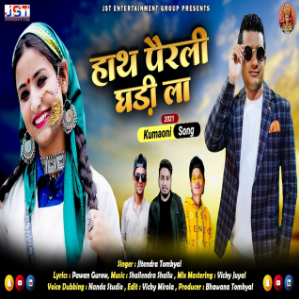 JST ENTERTAINMENT GROUP PRESENTS
JST
हाथ पैरली
घड़ी ला
2021
Kumaoni Song
Singer : Jitendra Tomkyal
Lyrics : Pawan Gurow, Music : Shailendra Shailu, Mix Mastering : Vicky Juyal
Voice Dubbing : Nanda Studio, Edit : Vicky Mirola, Producer : Bhawana Tomkyal